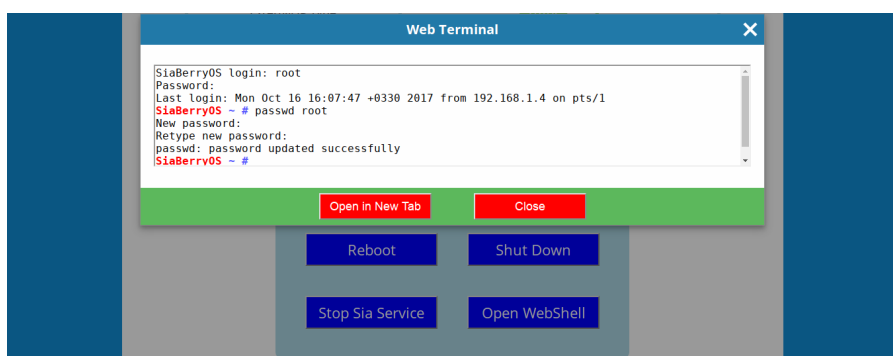 Web Terminal
SiaBerryOS login: root
Password:
Last login: Mon Oct 16 16:07:47 +0330 2017 from 192.168.1.4 on pts/1
SiaBerryOS ~ # passwd root
New password:
Retype new password:
passwd: password updated successfully
SiaBerryOS ~ #
Open in New Tab
Close
Reboot
Shut Down
Stop Sia Service
Open WebShell